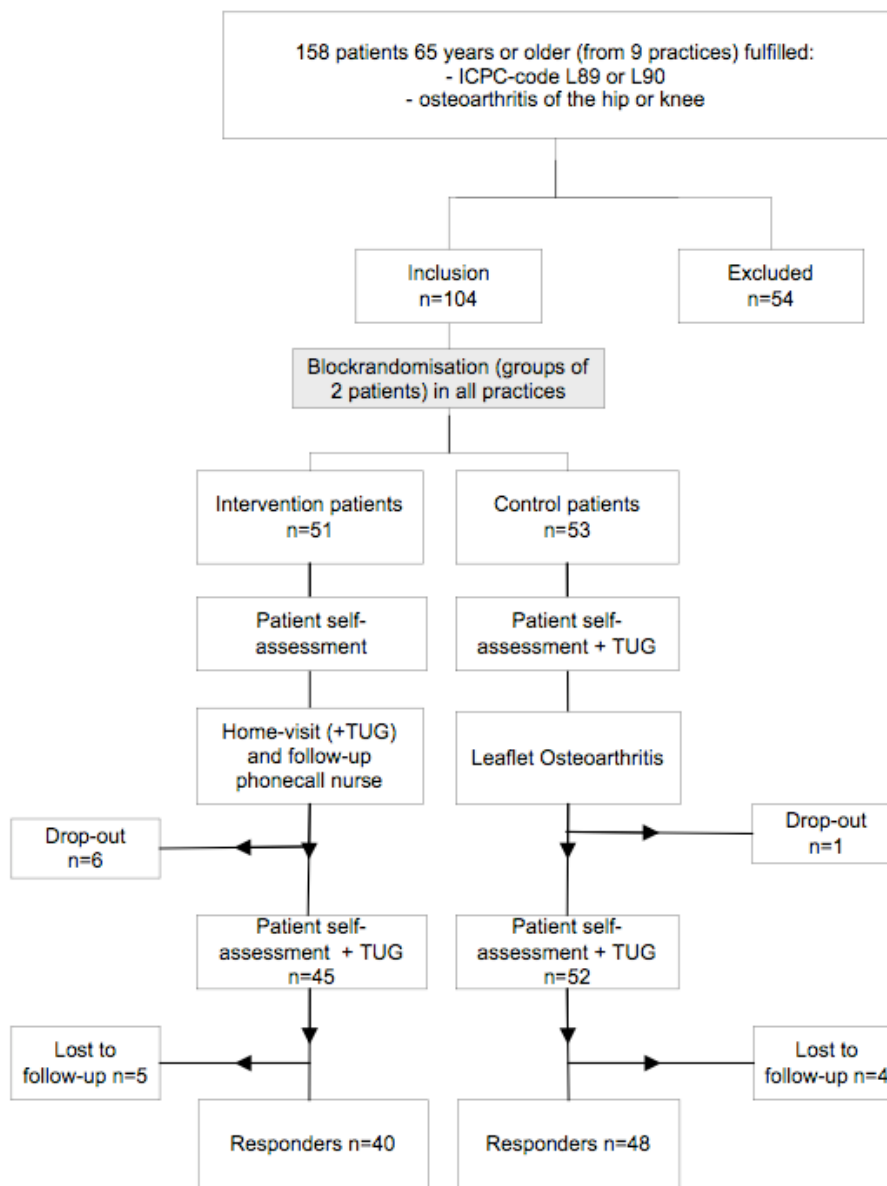 158 patients 65 years or older (from 9 practices) fulfilled:
- ICPC-code L89 or L90
- osteoarthritis of the hip or knee
Inclusion
n=104
Excluded
n=54
Blockrandomisation (groups of
2 patients) in all practices
Intervention patients
n=51
Control patients
n=53
Patient self-
assessment
Patient self-
assessment + TUG
Home-visit (+TUG)
and follow-up
phonecall nurse
Leaflet Osteoarthritis
Drop-out
n=6
Drop-out
n=1
Patient self-
assessment + TUG
n=45
Patient self-
assessment + TUG
n=52
Lost to
follow-up n=5
Lost to
follow-up n=4
Responders n=40
Responders n=48